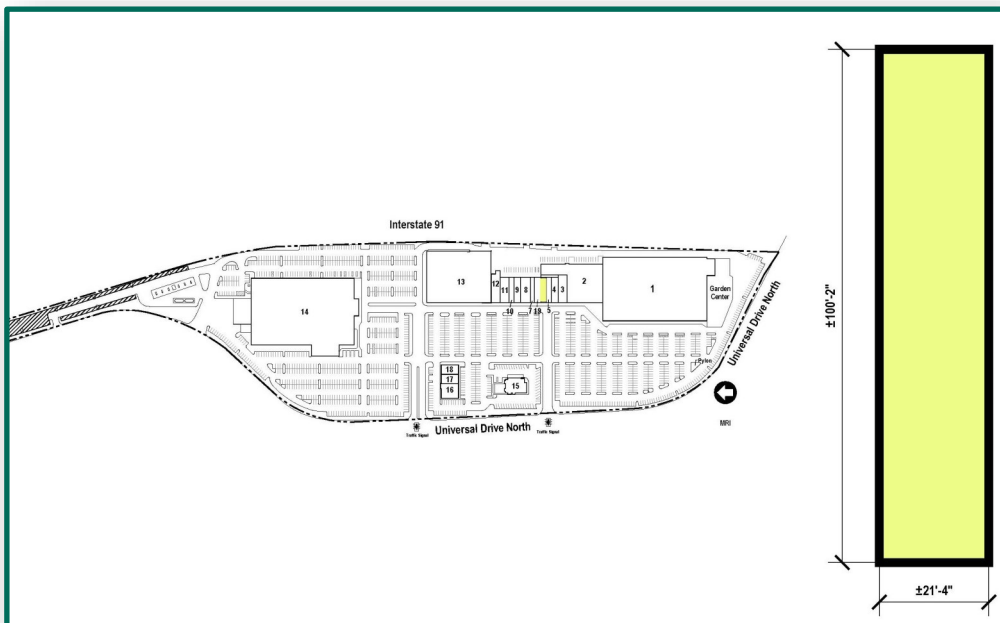 Interstate 91
13
12
11
9
8
4
3
2
1
Garden
Center
10
7
19
5
14
Universal Drive North
Pylon
18
17
16
15
MRI
Universal Drive North
Traffic Signal
Traffic Signal
±100'-2"
±21'-4"